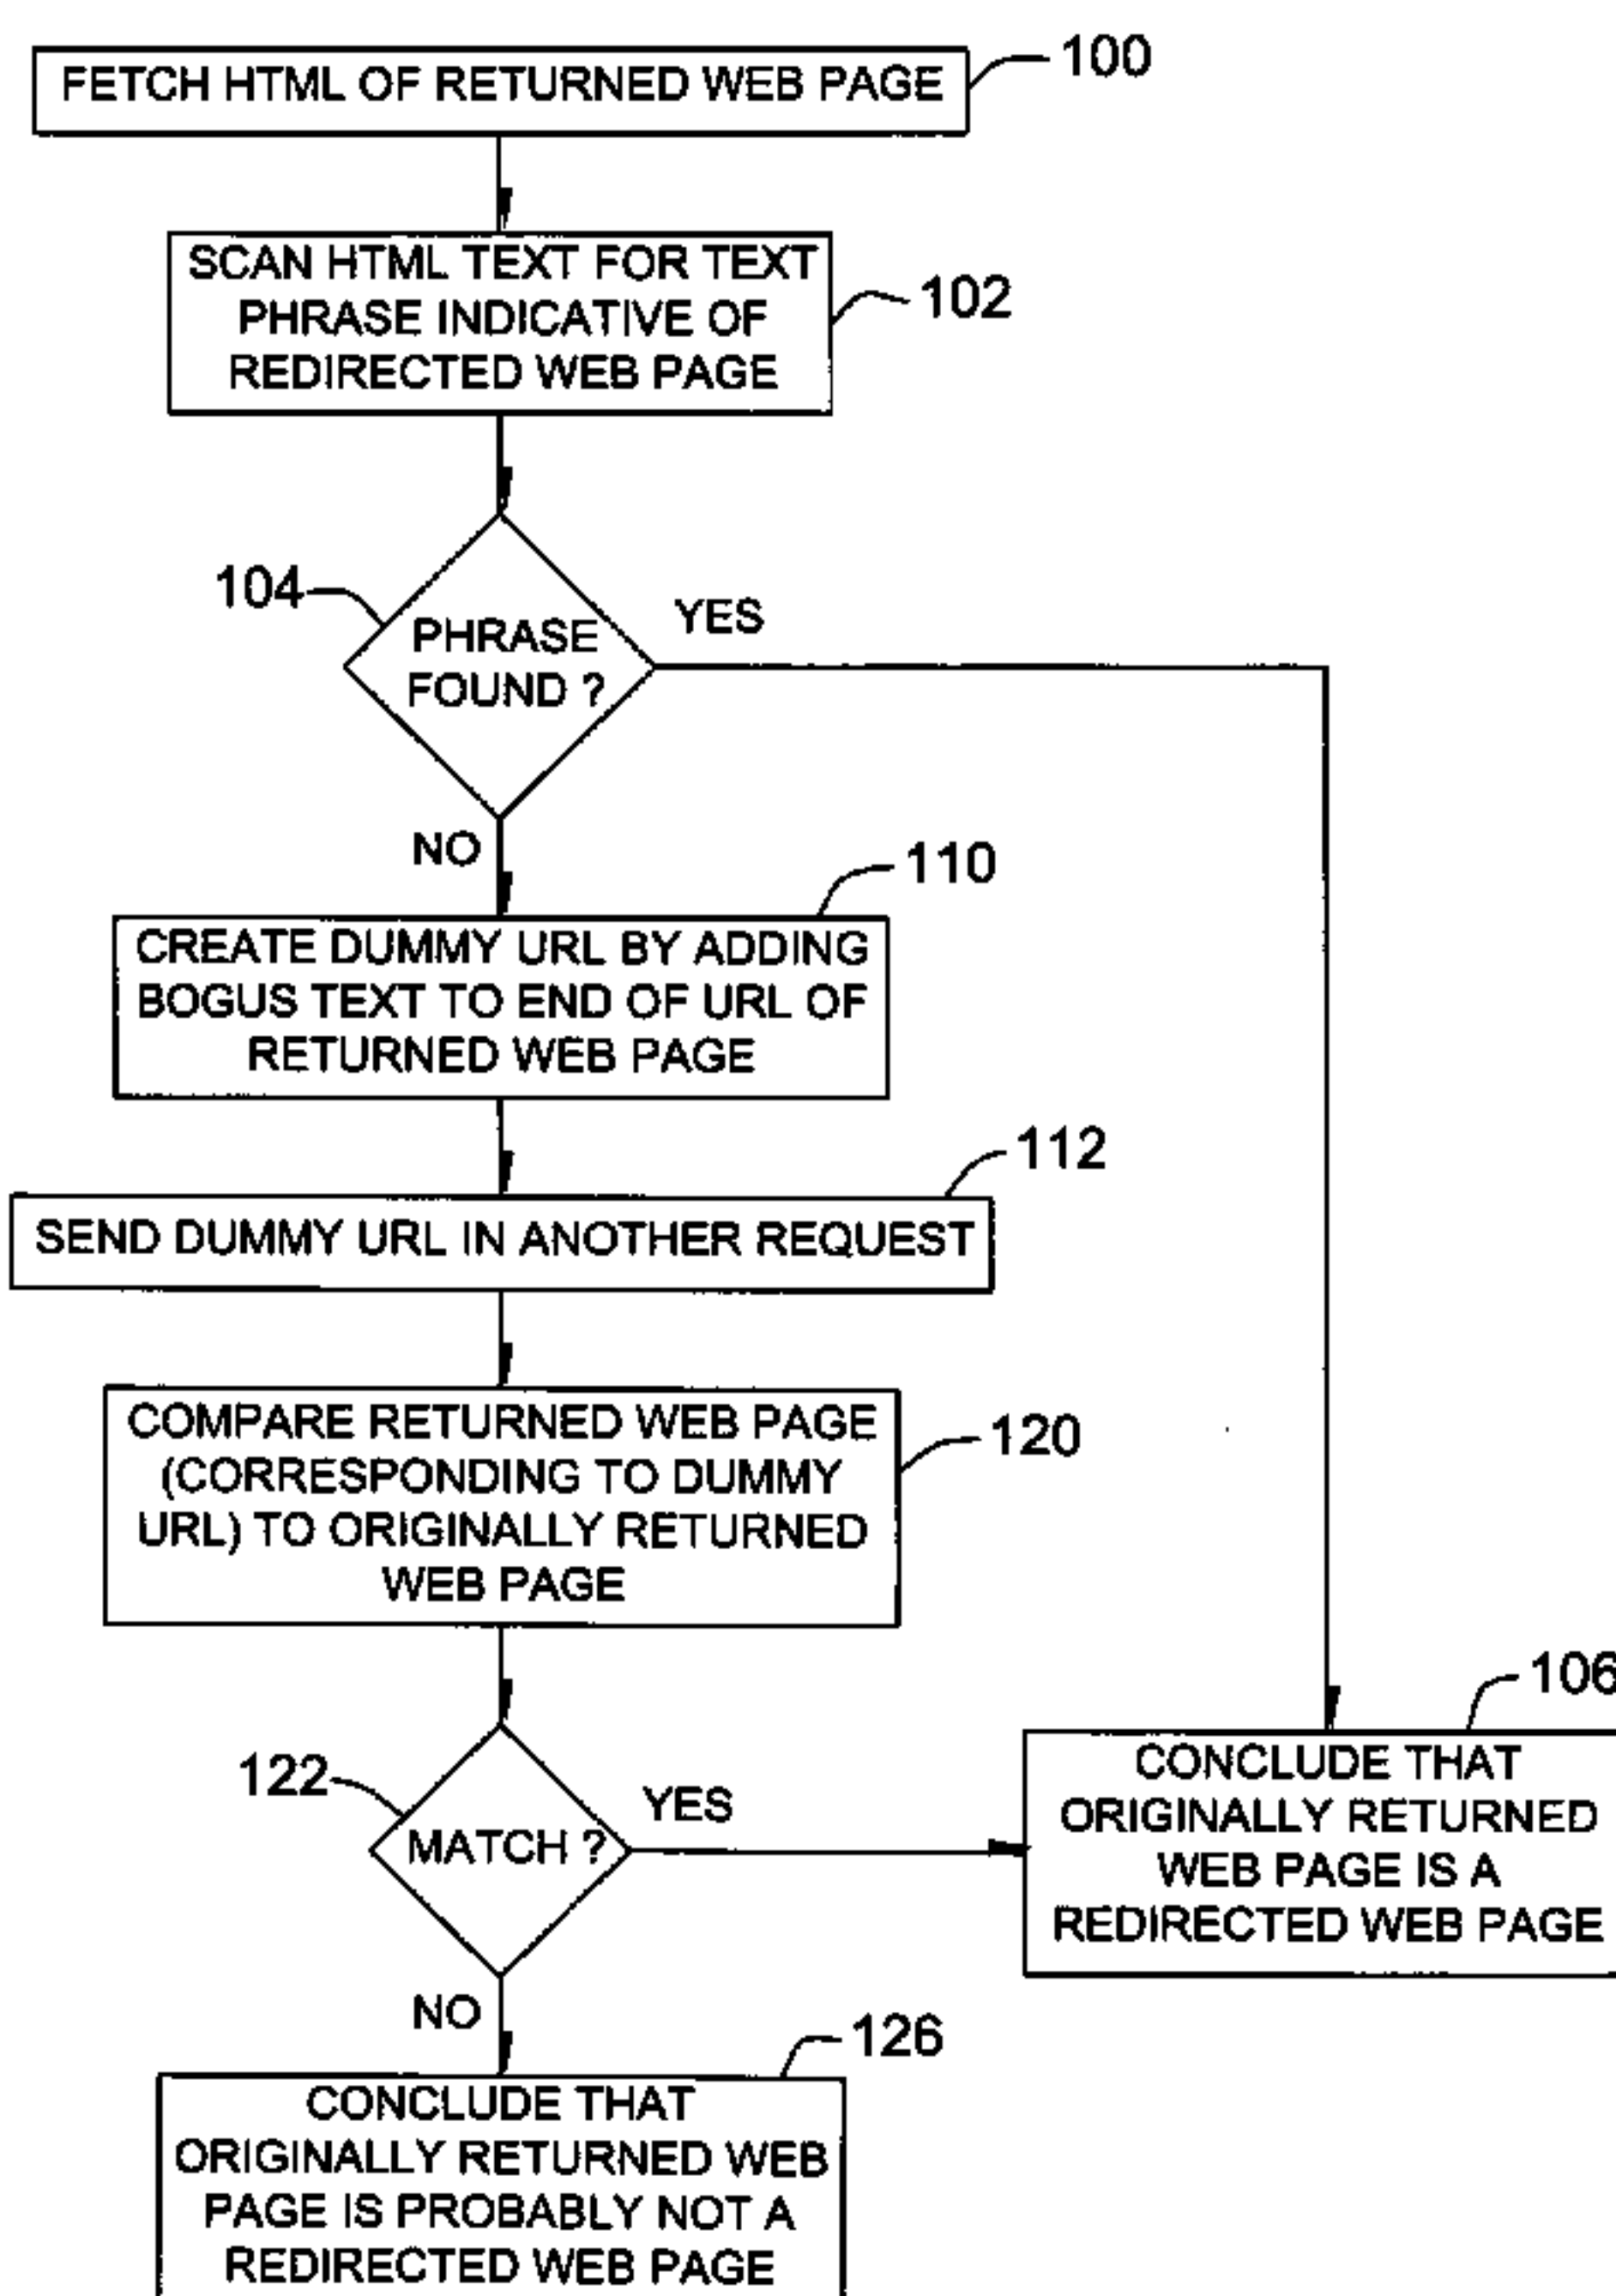 FETCH HTML OF RETURNED WEB PAGE
100
SCAN HTML TEXT FOR TEXT
PHRASE INDICATIVE OF
REDIRECTED WEB PAGE
102
104
PHRASE
FOUND ?
YES
NO
110
CREATE DUMMY URL BY ADDING
BOGUS TEXT TO END OF URL OF
RETURNED WEB PAGE
112
SEND DUMMY URL IN ANOTHER REQUEST
COMPARE RETURNED WEB PAGE
(CORRESPONDING TO DUMMY
URL) TO ORIGINALLY RETURNED
WEB PAGE
120
122
MATCH ?
YES
106
CONCLUDE THAT
ORIGINALLY RETURNED
WEB PAGE IS A
REDIRECTED WEB PAGE
NO
126
CONCLUDE THAT
ORIGINALLY RETURNED WEB
PAGE IS PROBABLY NOT A
REDIRECTED WEB PAGE